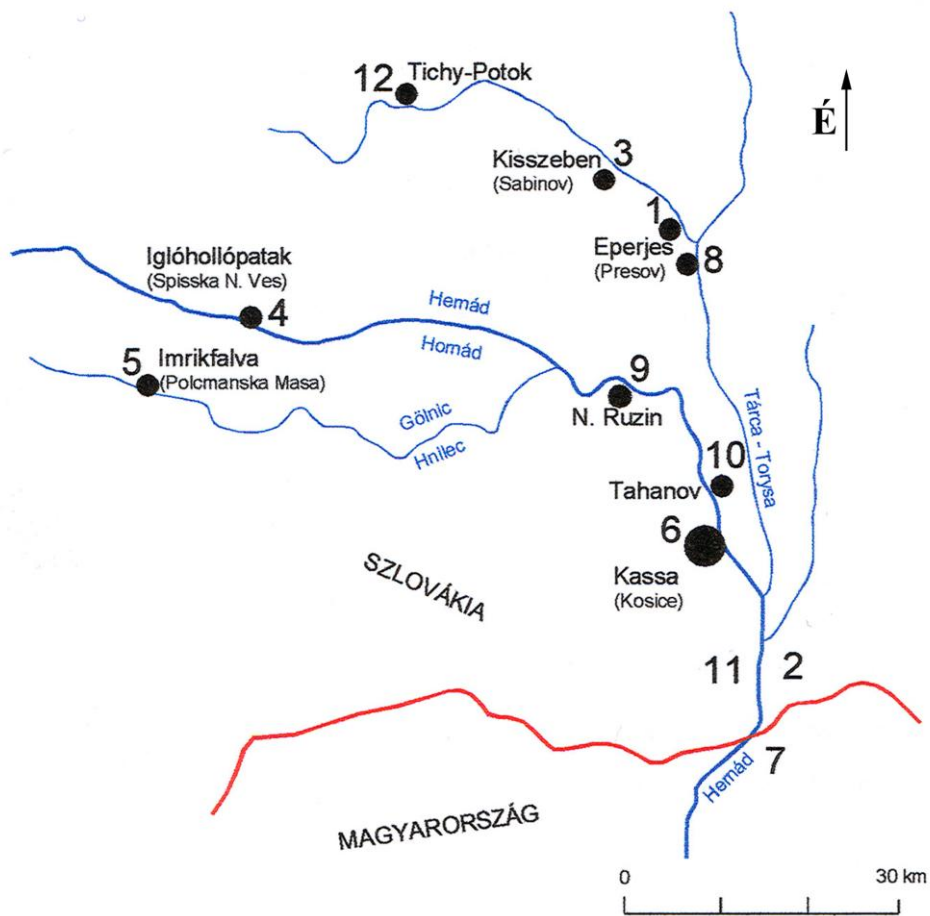 12
Tichy-Potok
É
Kisszeben
3
(Sabinov)
1
Eperjes
(Presov)
8
Iglóhollópatak
(Spisska N. Ves)
4
Hernád
Hornád
5
Imrikfalva
(Polcmanska Masa)
9
N. Ruzin
Gölnic
Hnilec
Tárca - Torysa
10
Tahanov
6
Kassa
(Kosice)
SZLOVÁKIA
11
2
7
Hernád
MAGYARORSZÁG
0
30 km